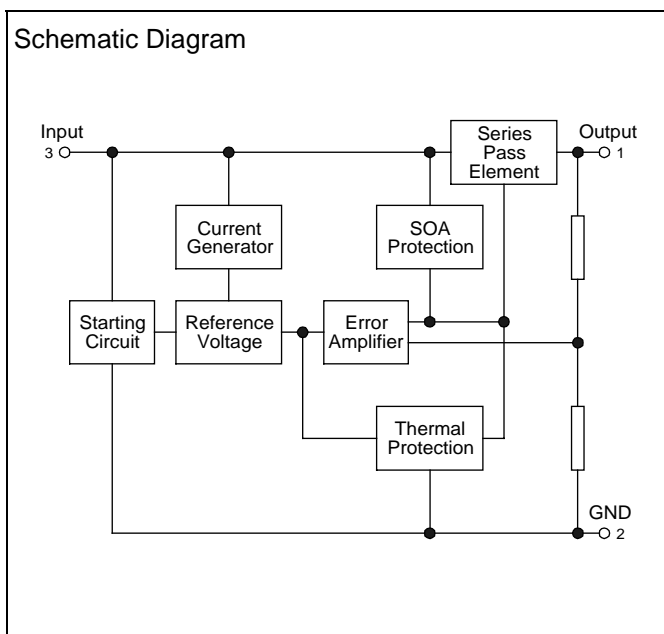 Schematic Diagram
Input
3
Series
Pass
Element
Output
1
Current
Generator
SOA
Protection
Starting
Circuit
Reference
Voltage
Error
Amplifier
Thermal
Protection
GND
2